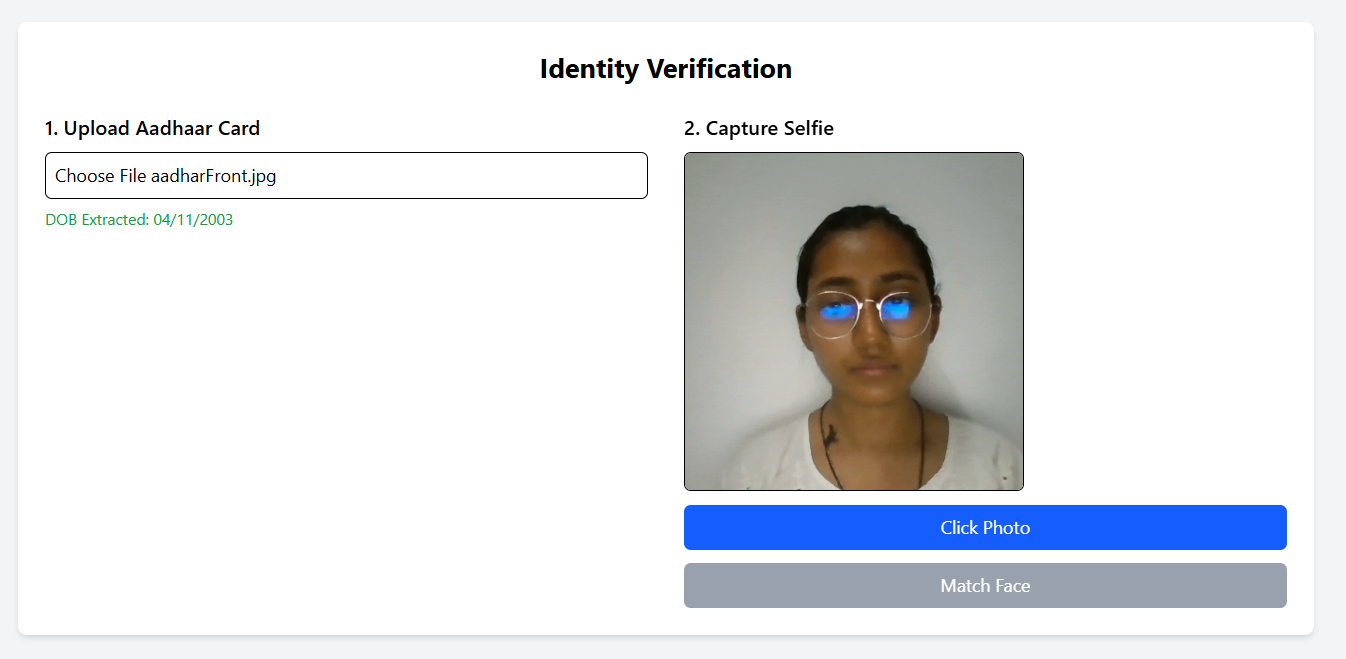 Identity Verification
1. Upload Aadhaar Card
Choose File aadharFront.jpg
DOB Extracted: 04/11/2003
2. Capture Selfie
Click Photo
Match Face